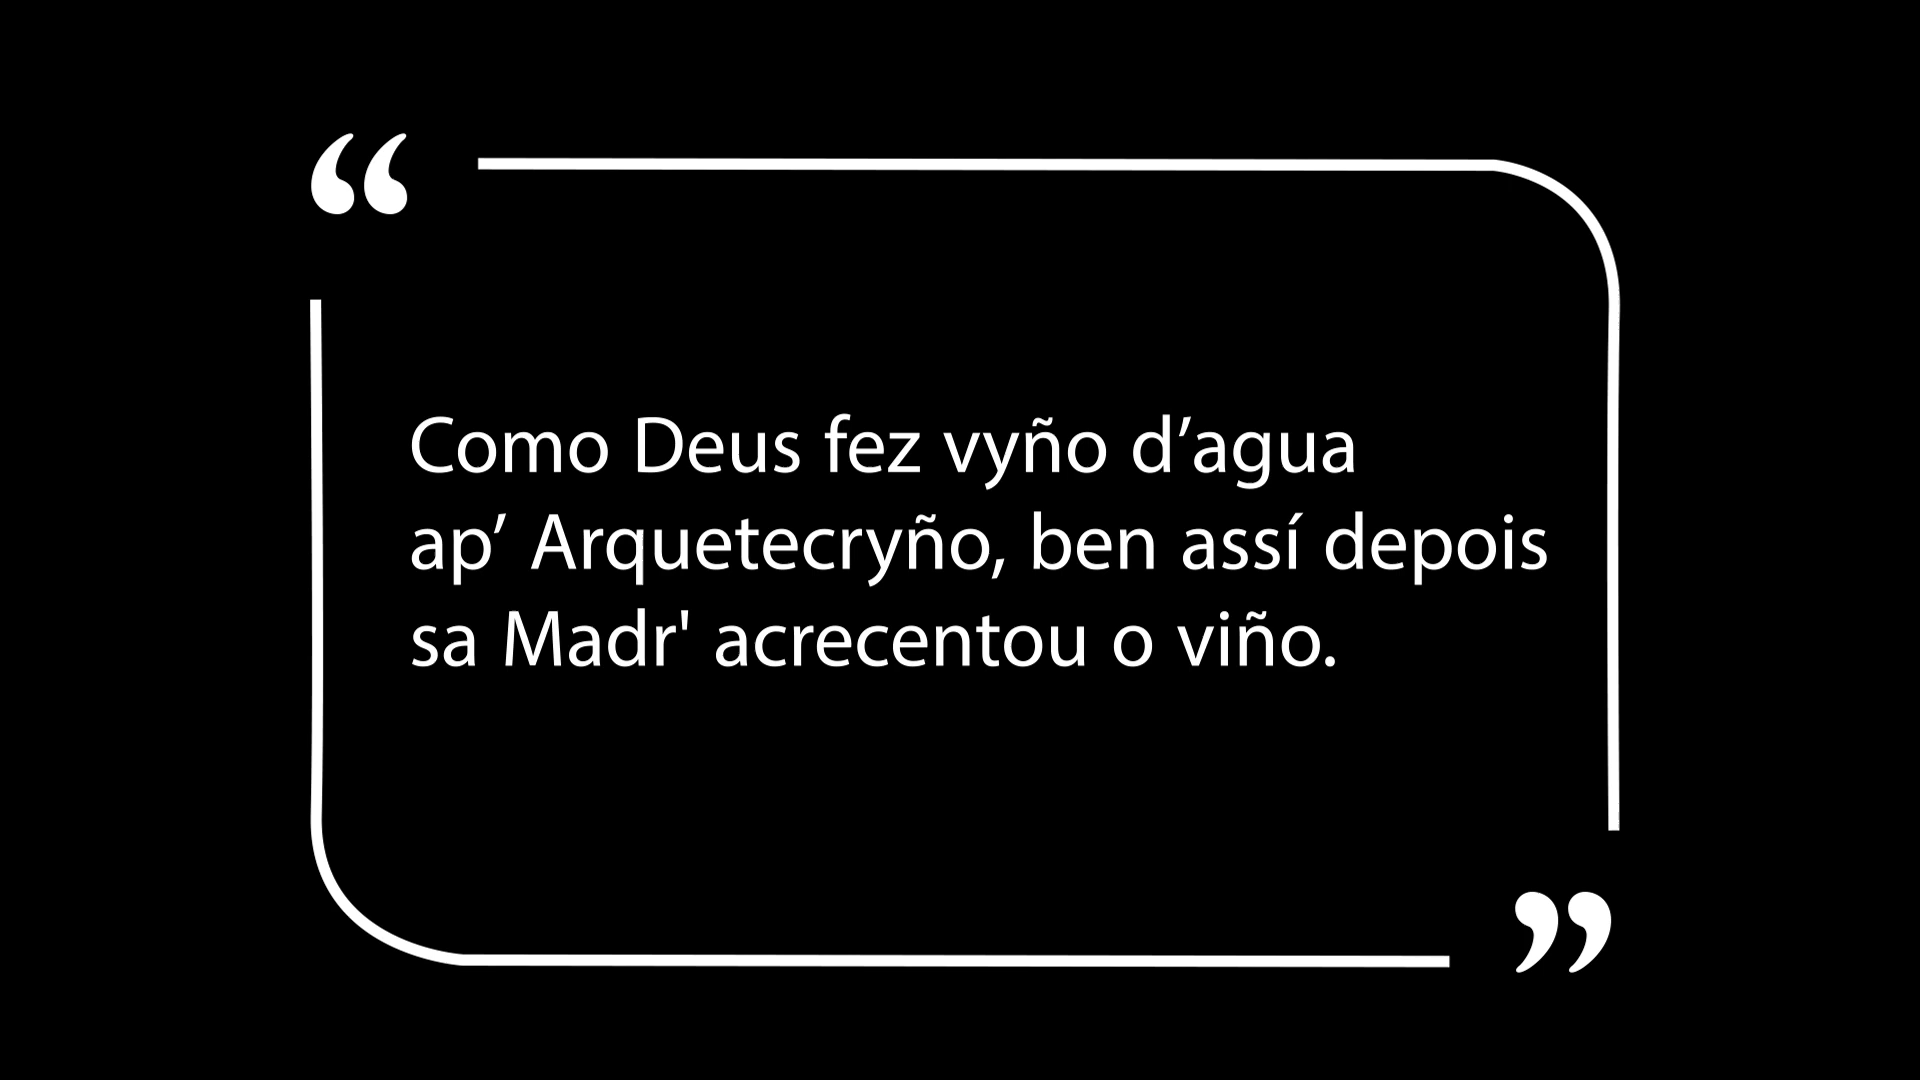 Como Deus fez vyño d’agua
ap’ Arquetecryño, ben assí depois
sa Madr' acrecentou o viño.